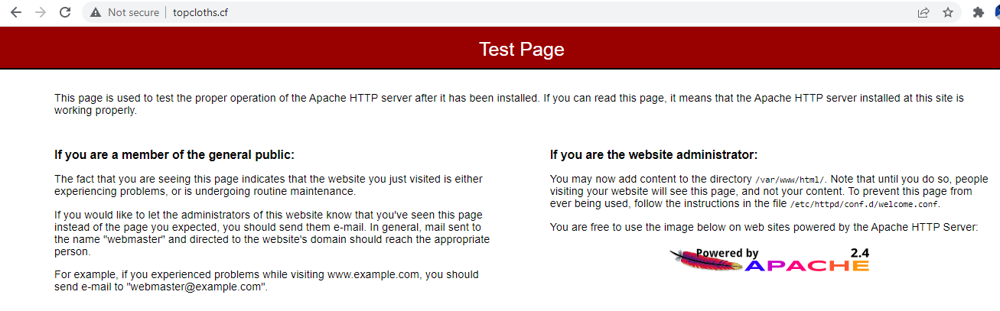 Not secure topcloths.cf
Test Page
This page is used to test the proper operation of the Apache HTTP server after it has been installed. If you can read this page, it means that the Apache HTTP server installed at this site is
working properly.
If you are a member of the general public:
The fact that you are seeing this page indicates that the website you just visited is either
experiencing problems, or is undergoing routine maintenance.
If you would like to let the administrators of this website know that you've seen this page
instead of the page you expected, you should send them e-mail. In general, mail sent to
the name "webmaster" and directed to the website's domain should reach the appropriate
person.
For example, if you experienced problems while visiting www.example.com, you should
send e-mail to "webmaster@example.com".
If you are the website administrator:
You may now add content to the directory /var/www/html/. Note that until you do so, people
visiting your website will see this page, and not your content. To prevent this page from
ever being used, follow the instructions in the file /etc/httpd/conf.d/welcome.conf.
You are free to use the image below on web sites powered by the Apache HTTP Server:
Powered by 2.4
APACHE